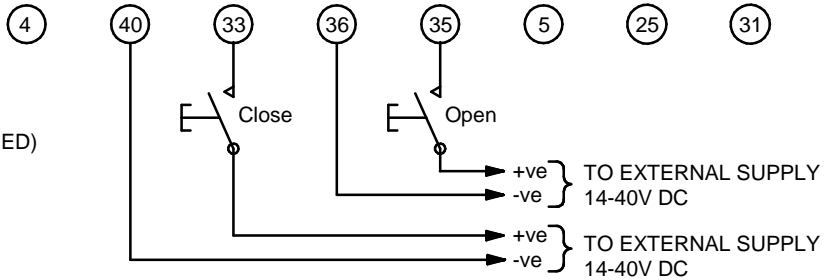 4 40 33 36 35 5 25 31
Close Open
ED)
+ve TO EXTERNAL SUPPLY
-ve 14-40V DC
+ve TO EXTERNAL SUPPLY
-ve 14-40V DC